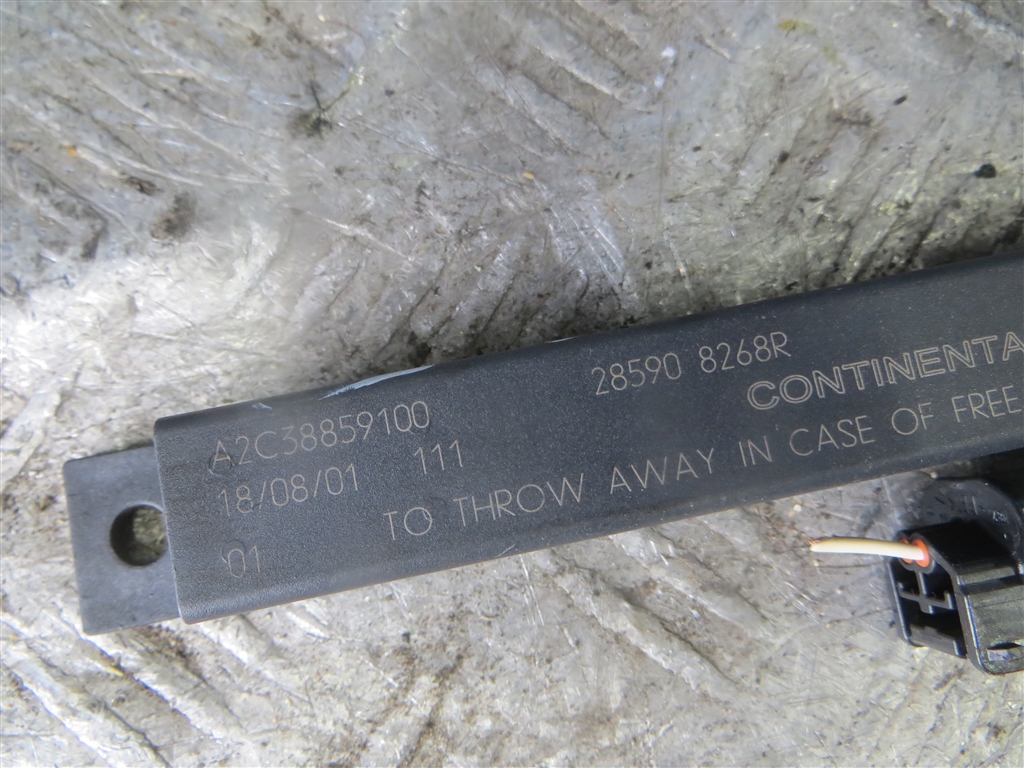 A2C38859100
28590 8268R
18/08/01 111
CONTINENTA
TO THROW AWAY IN CASE OF FREE
01